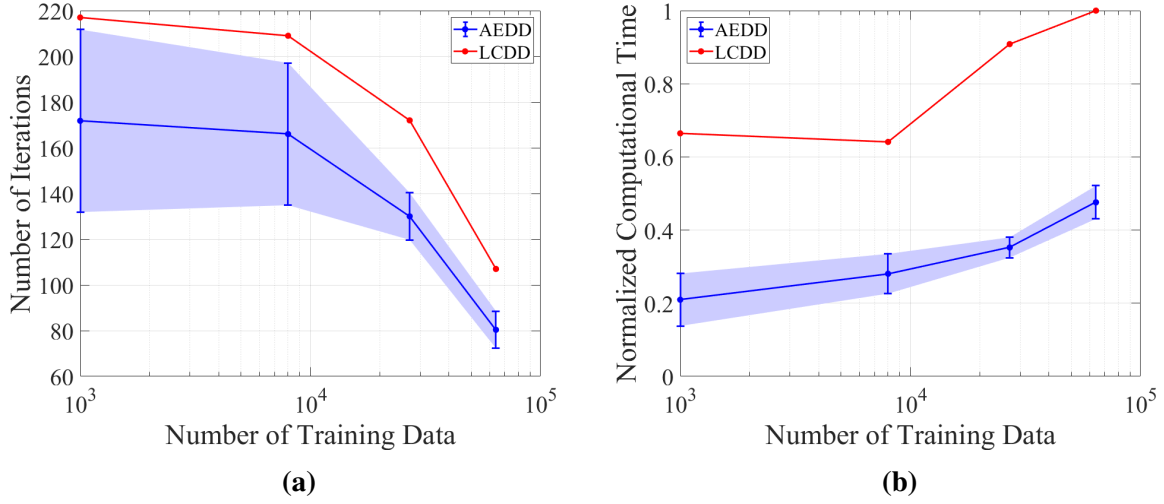 220
200
180
160
140
120
100
80
60
Number of Iterations
AEDD
LCDD
10^3
10^4
10^5
Number of Training Data
(a)
1
0.8
0.6
0.4
0.2
0
Normalized Computational Time
AEDD
LCDD
10^3
10^4
10^5
Number of Training Data
(b)